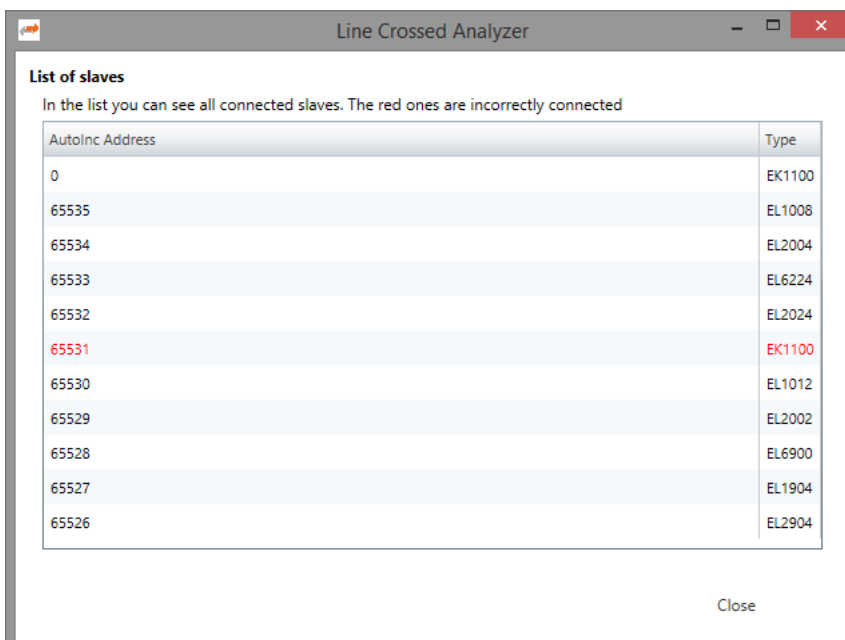 Line Crossed Analyzer
List of slaves
In the list you can see all connected slaves. The red ones are incorrectly connected
AutoInc Address Type
0 EK1100
65535 EL1008
65534 EL2004
65533 EL6224
65532 EL2024
65531 EK1100
65530 EL1012
65529 EL2002
65528 EL6900
65527 EL1904
65526 EL2904
Close